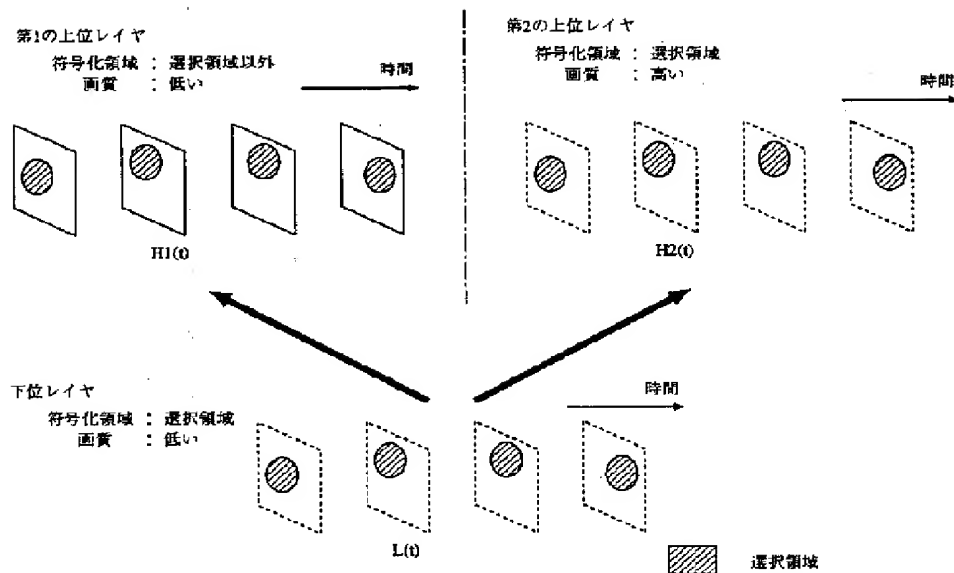 第1の上位レイヤ
符号化領域 : 選択領域以外
画質 : 低い
時間
H1(t)
第2の上位レイヤ
符号化領域 : 選択領域
画質 : 高い
時間
H2(t)
下位レイヤ
符号化領域 : 選択領域
画質 : 低い
時間
L(t)
選択領域